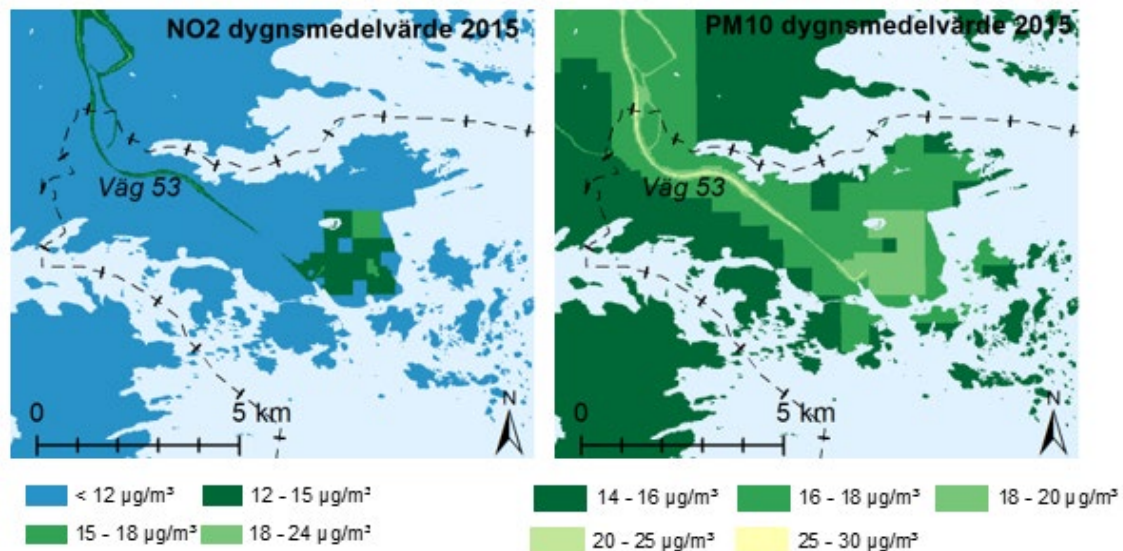 NO2 dygnsmedelvärde 2015
Väg 53
0 5 km
N
< 12 µg/m³ 12 - 15 µg/m³
15 - 18 µg/m³ 18 - 24 µg/m³
PM10 dygnsmedelvärde 2015
Väg 53
0 5 km
N
14 - 16 µg/m³ 16 - 18 µg/m³ 18 - 20 µg/m³
20 - 25 µg/m³ 25 - 30 µg/m³